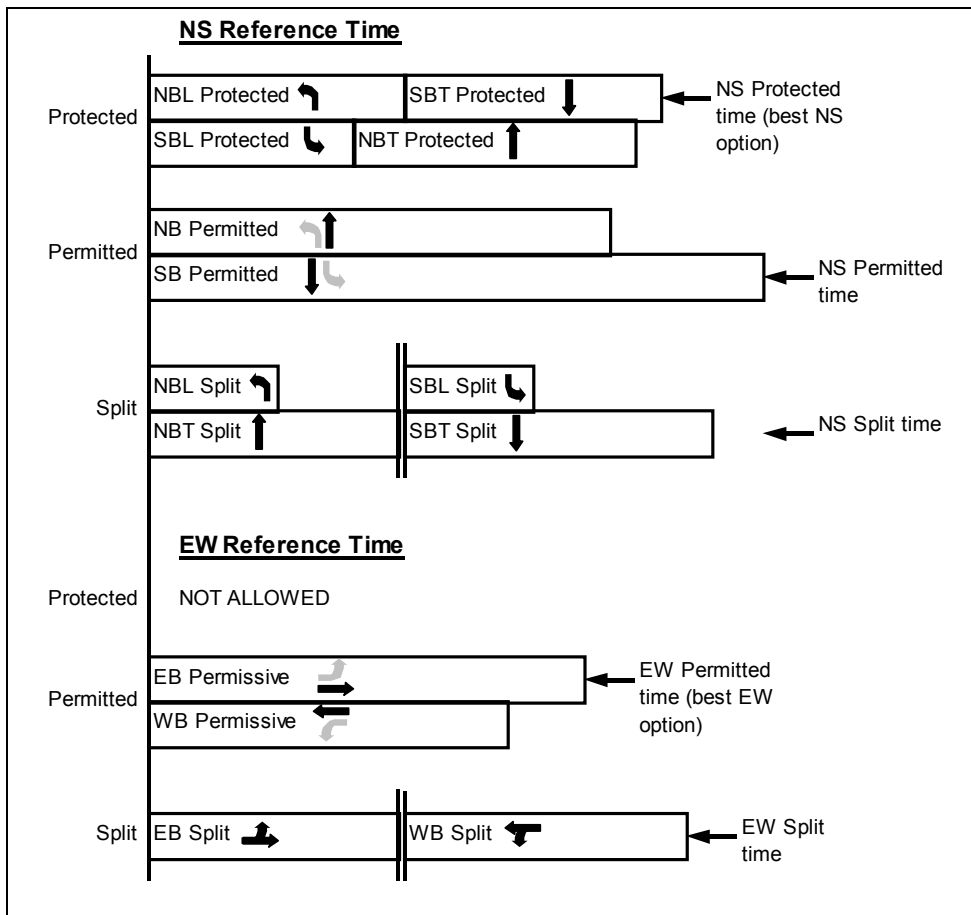 NS Reference Time
Protected
NBL Protected
SBT Protected
SBL Protected
NBT Protected
NS Protected
time (best NS
option)
Permitted
NB Permitted
SB Permitted
NS Permitted
time
Split
NBL Split
SBL Split
NBT Split
SBT Split
NS Split time
EW Reference Time
Protected
NOT ALLOWED
Permitted
EB Permissive
WB Permissive
EW Permitted
time (best EW
option)
Split
EB Split
WB Split
EW Split
time